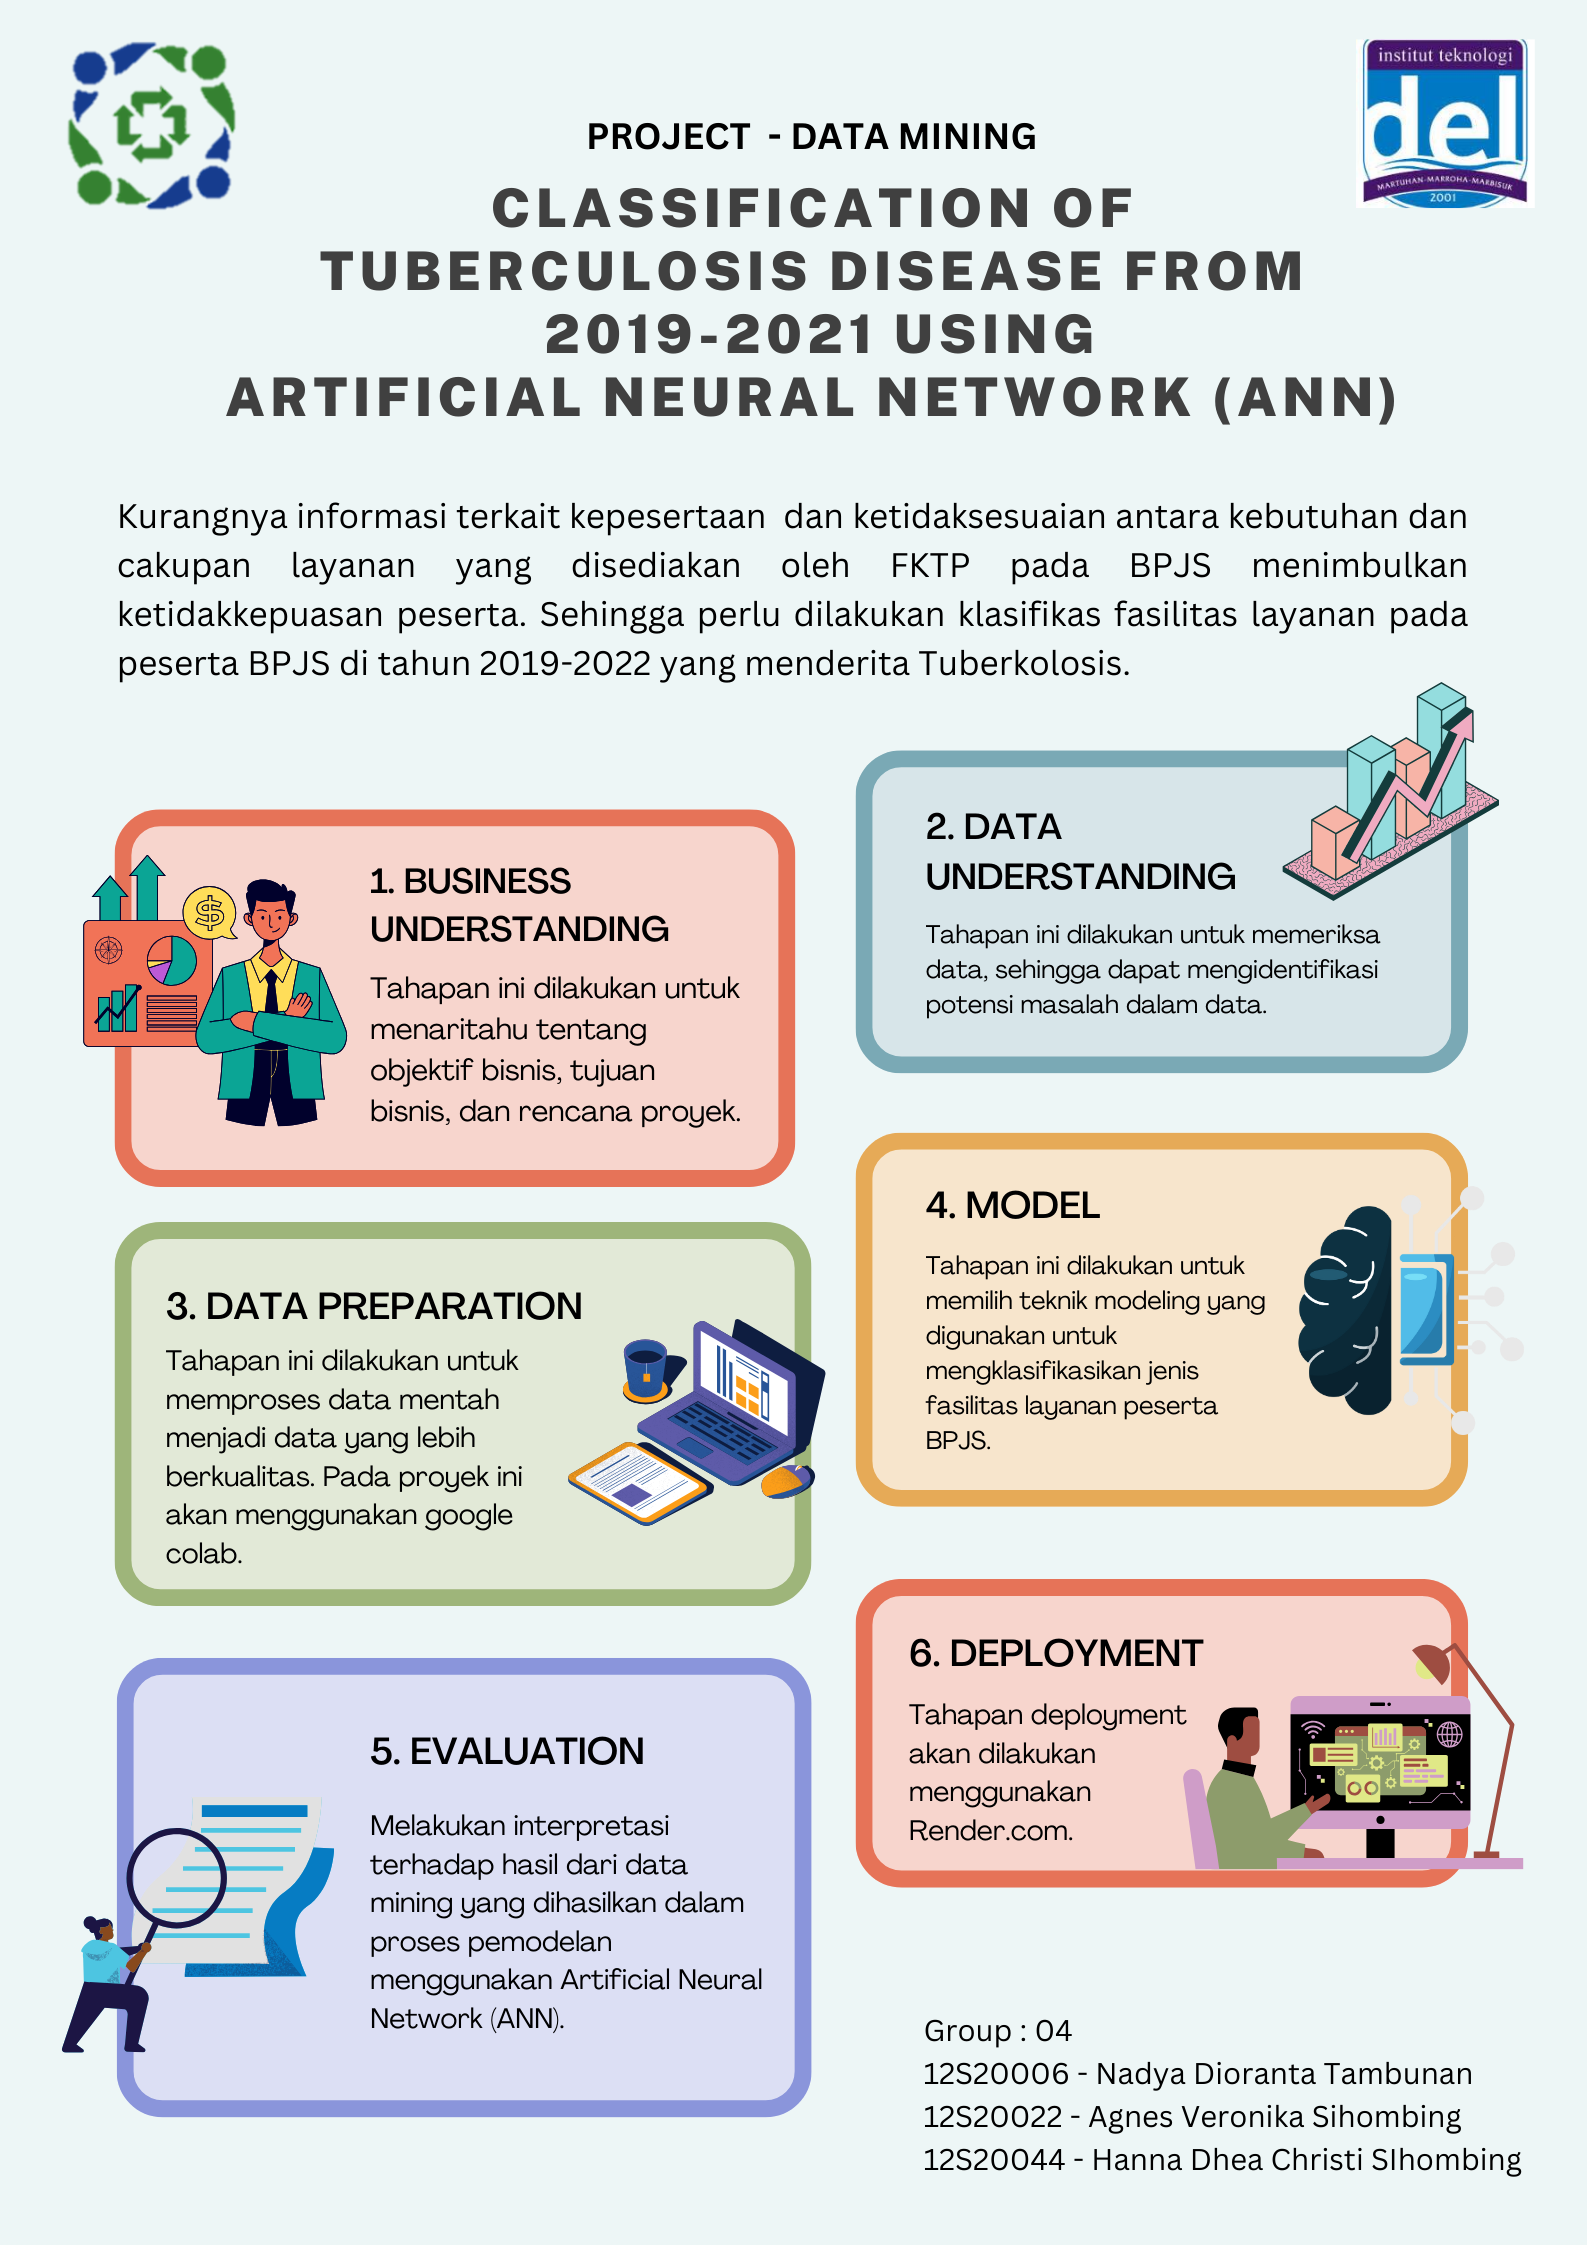 institut teknologi
del
MARTUHAN-MARROHA-MARBISUK
2001
PROJECT - DATA MINING
CLASSIFICATION OF
TUBERCULOSIS DISEASE FROM
2019-2021 USING
ARTIFICIAL NEURAL NETWORK (ANN)
Kurangnya informasi terkait kepesertaan dan ketidaksesuaian antara kebutuhan dan
cakupan layanan yang disediakan oleh FKTP pada BPJS menimbulkan
ketidakkepuasan peserta. Sehingga perlu dilakukan klasifikas fasilitas layanan pada
peserta BPJS di tahun 2019-2022 yang menderita Tuberkolosis.
1. BUSINESS
UNDERSTANDING
Tahapan ini dilakukan untuk
menaritahu tentang
objektif bisnis, tujuan
bisnis, dan rencana proyek.
2. DATA
UNDERSTANDING
Tahapan ini dilakukan untuk memeriksa
data, sehingga dapat mengidentifikasi
potensi masalah dalam data.
3. DATA PREPARATION
Tahapan ini dilakukan untuk
memproses data mentah
menjadi data yang lebih
berkualitas. Pada proyek ini
akan menggunakan google
colab.
4. MODEL
Tahapan ini dilakukan untuk
memilih teknik modeling yang
digunakan untuk
mengklasifikasikan jenis
fasilitas layanan peserta
BPJS.
5. EVALUATION
Melakukan interpretasi
terhadap hasil dari data
mining yang dihasilkan dalam
proses pemodelan
menggunakan Artificial Neural
Network (ANN).
6. DEPLOYMENT
Tahapan deployment
akan dilakukan
menggunakan
Render.com.
Group : 04
12S20006 - Nadya Dioranta Tambunan
12S20022 - Agnes Veronika Sihombing
12S20044 - Hanna Dhea Christi SIhombing